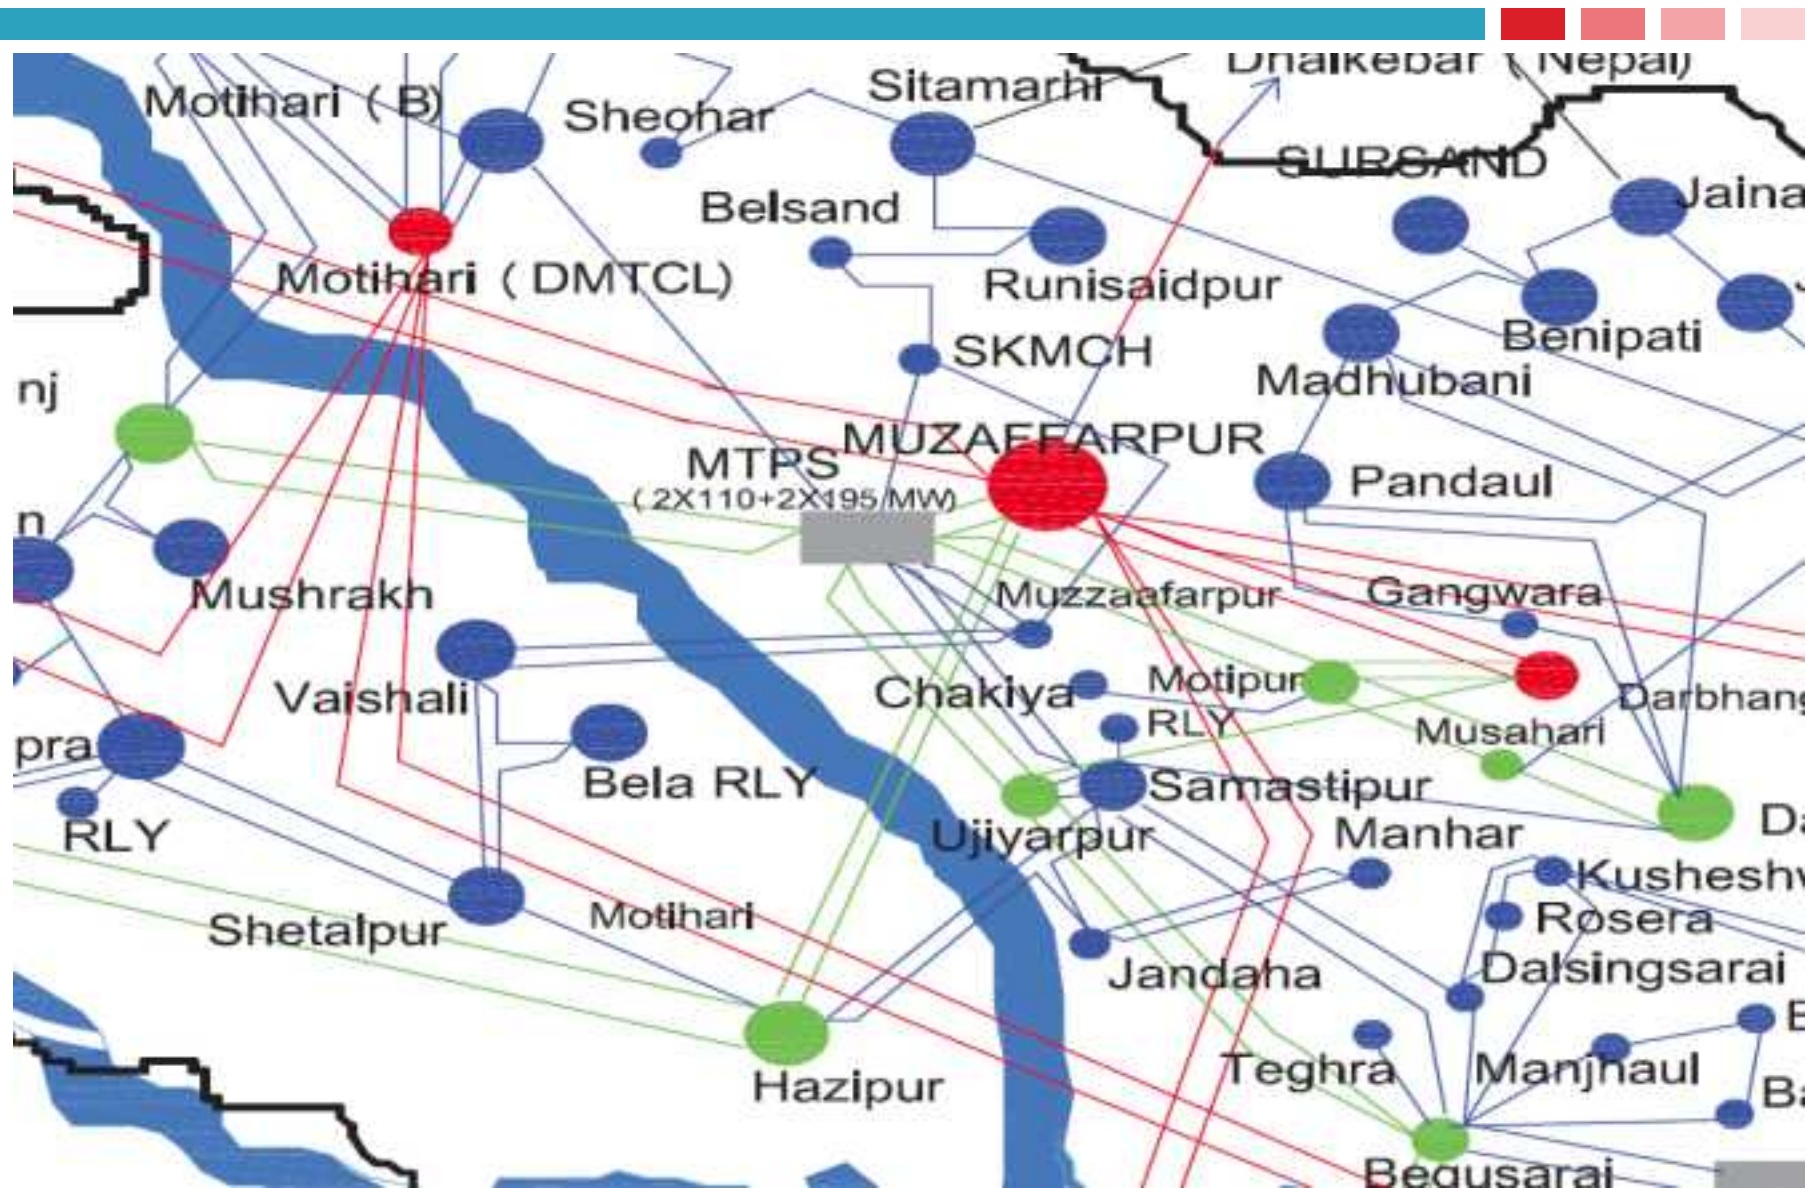 Dhalkebar ( Nepal)
Motihari ( B)
Sheohar
Sitamarhi
SURSAND
Jaina
Belsand
Motihari ( DMTCL)
Runisaidpur
Benipati
SKMCH
Madhubani
nj
MUZAFFARPUR
MTPS
( 2X110+2X195 MW)
Pandaul
n
Mushrakh
Muzzaafarpur
Gangwara
Vaishali
Chakiya
Motipur
Darbhang
RLY
Musahari
pra
Bela RLY
Samastipur
RLY
Ujiyarpur
Manhar
Da
Kusheshw
Shetalpur
Motihari
Rosera
Jandaha
Dalsingsarai
Hazipur
Teghra
Manjhaul
Ba
Begusarai